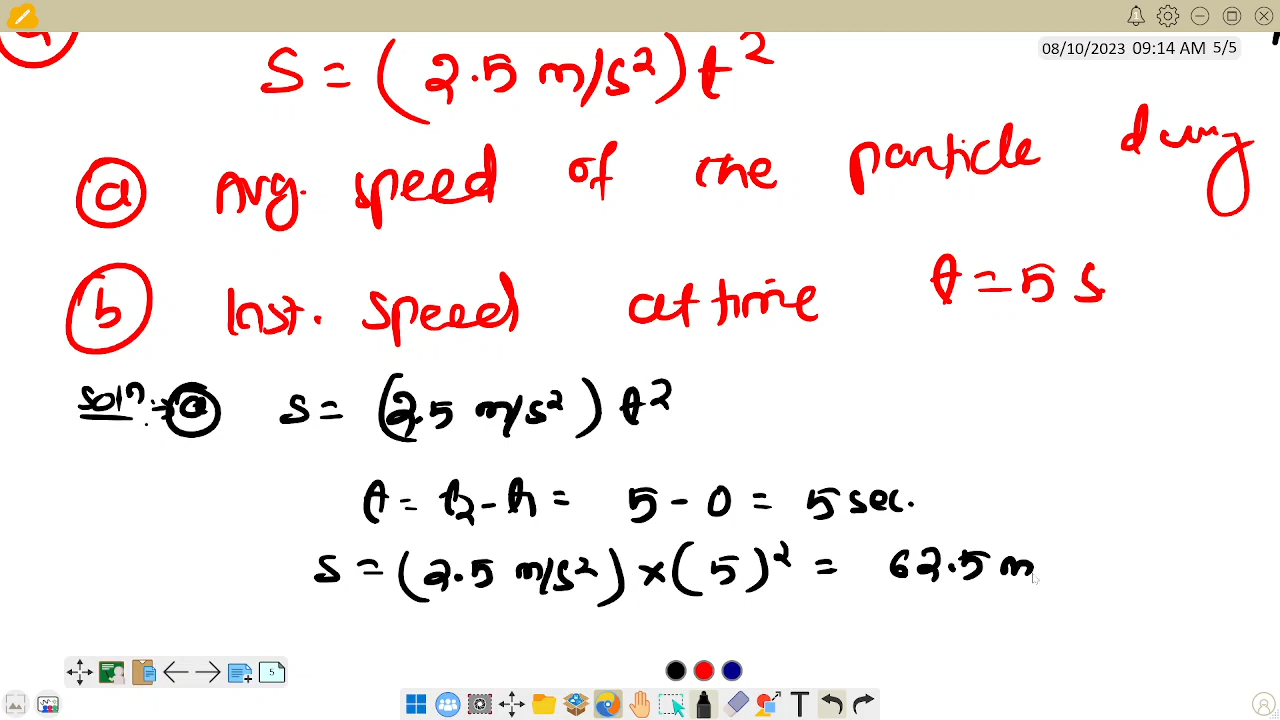 08/10/2023 09:14 AM 5/5
S = (2.5 m/s²) t²
a Avg. speed of the particle during
b Inst. speed at time t = 5 s
Soln :→ a S = (2.5 m/s²) t²
t = t2 - t1 = 5 - 0 = 5 sec.
S = (2.5 m/s²) × (5)² = 62.5 m
5
T